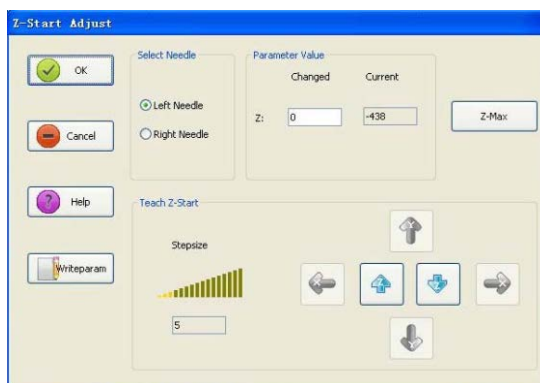 Z-Start Adjust
OK
Cancel
Help
Writeparam
Select Needle
Left Needle
Right Needle
Parameter Value
Changed Current
Z: 0 -438
Z-Max
Teach Z-Start
Stepsize
5
Y
X Z Z X
Y